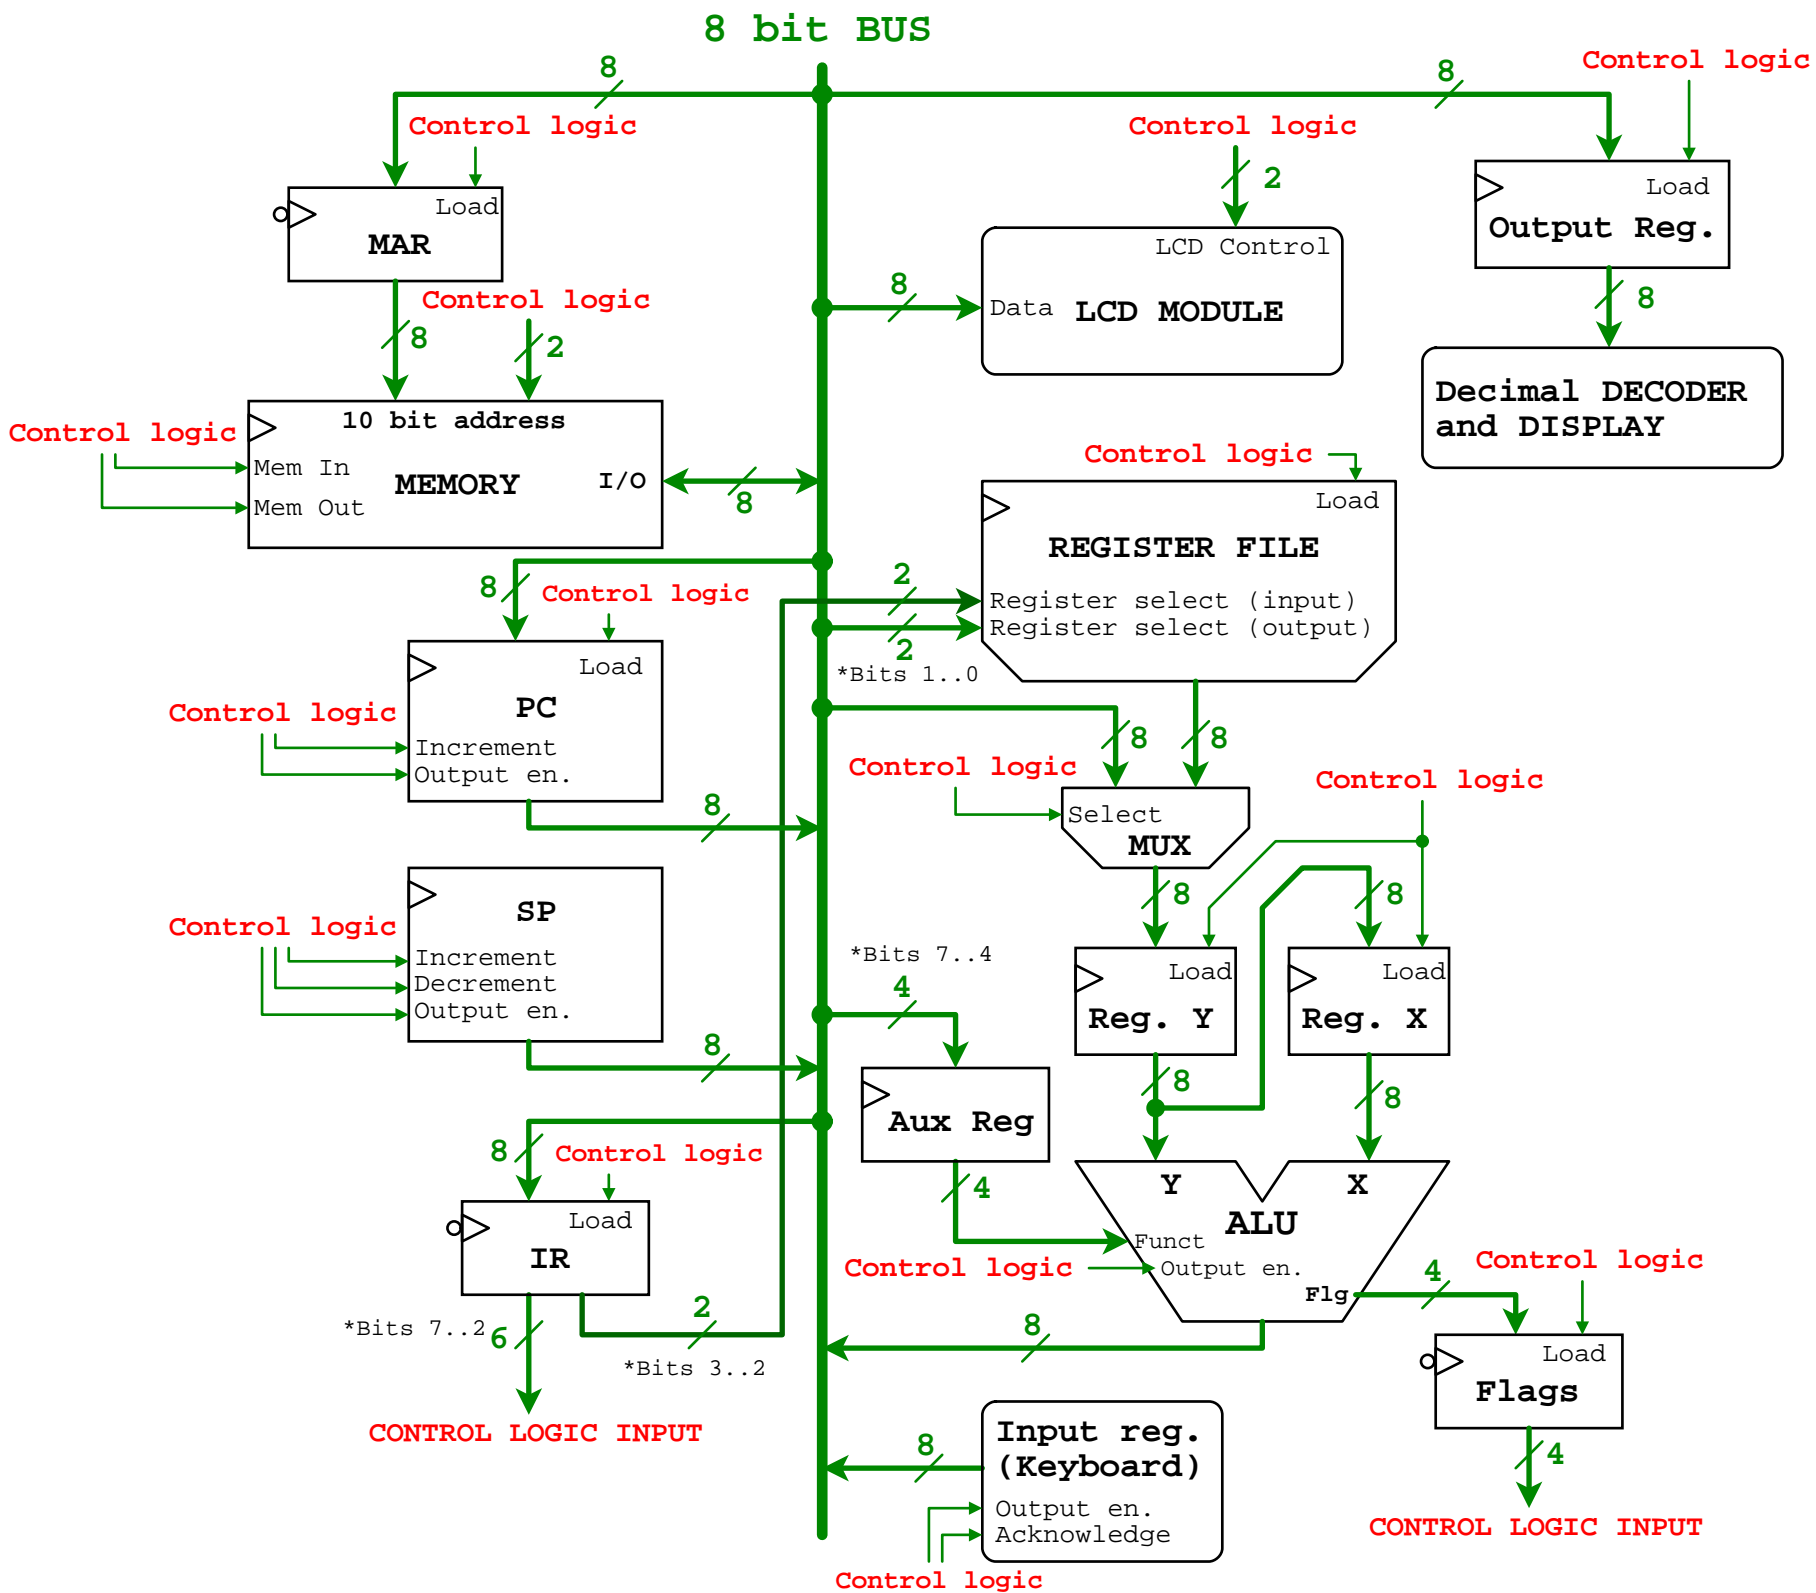 8 bit BUS
8
8
Control logic
Control logic
Control logic
2
Load
MAR
Load
Output Reg.
LCD Control
8
Data
LCD MODULE
8
Control logic
8
2
Decimal DECODER
and DISPLAY
10 bit address
Control logic
Mem In
MEMORY
I/O
Mem Out
8
Control logic
Load
REGISTER FILE
Register select (input)
Register select (output)
2
2
*Bits 1..0
8
Control logic
Load
PC
Control logic
Increment
Output en.
8
8
8
Control logic
Select
MUX
Control logic
8
8
SP
Control logic
Increment
Decrement
Output en.
8
*Bits 7..4
4
Load
Reg. Y
Load
Reg. X
8
8
Aux Reg
4
8
Control logic
Load
IR
*Bits 7..2
6
2
*Bits 3..2
CONTROL LOGIC INPUT
Y
X
ALU
Funct
Control logic
Output en.
Flg
4
8
Control logic
Load
Flags
4
CONTROL LOGIC INPUT
Input reg.
(Keyboard)
8
Output en.
Acknowledge
Control logic